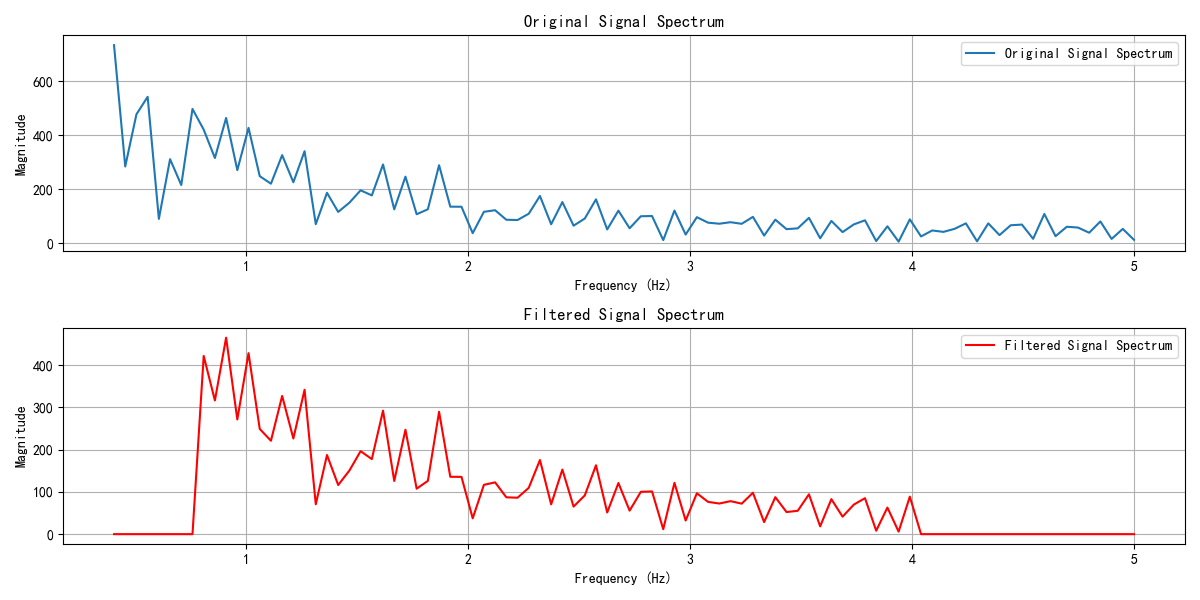 Original Signal Spectrum
Original Signal Spectrum
Magnitude
600
400
200
0
1 2 3 4 5
Frequency (Hz)
Filtered Signal Spectrum
Filtered Signal Spectrum
Magnitude
400
300
200
100
0
1 2 3 4 5
Frequency (Hz)